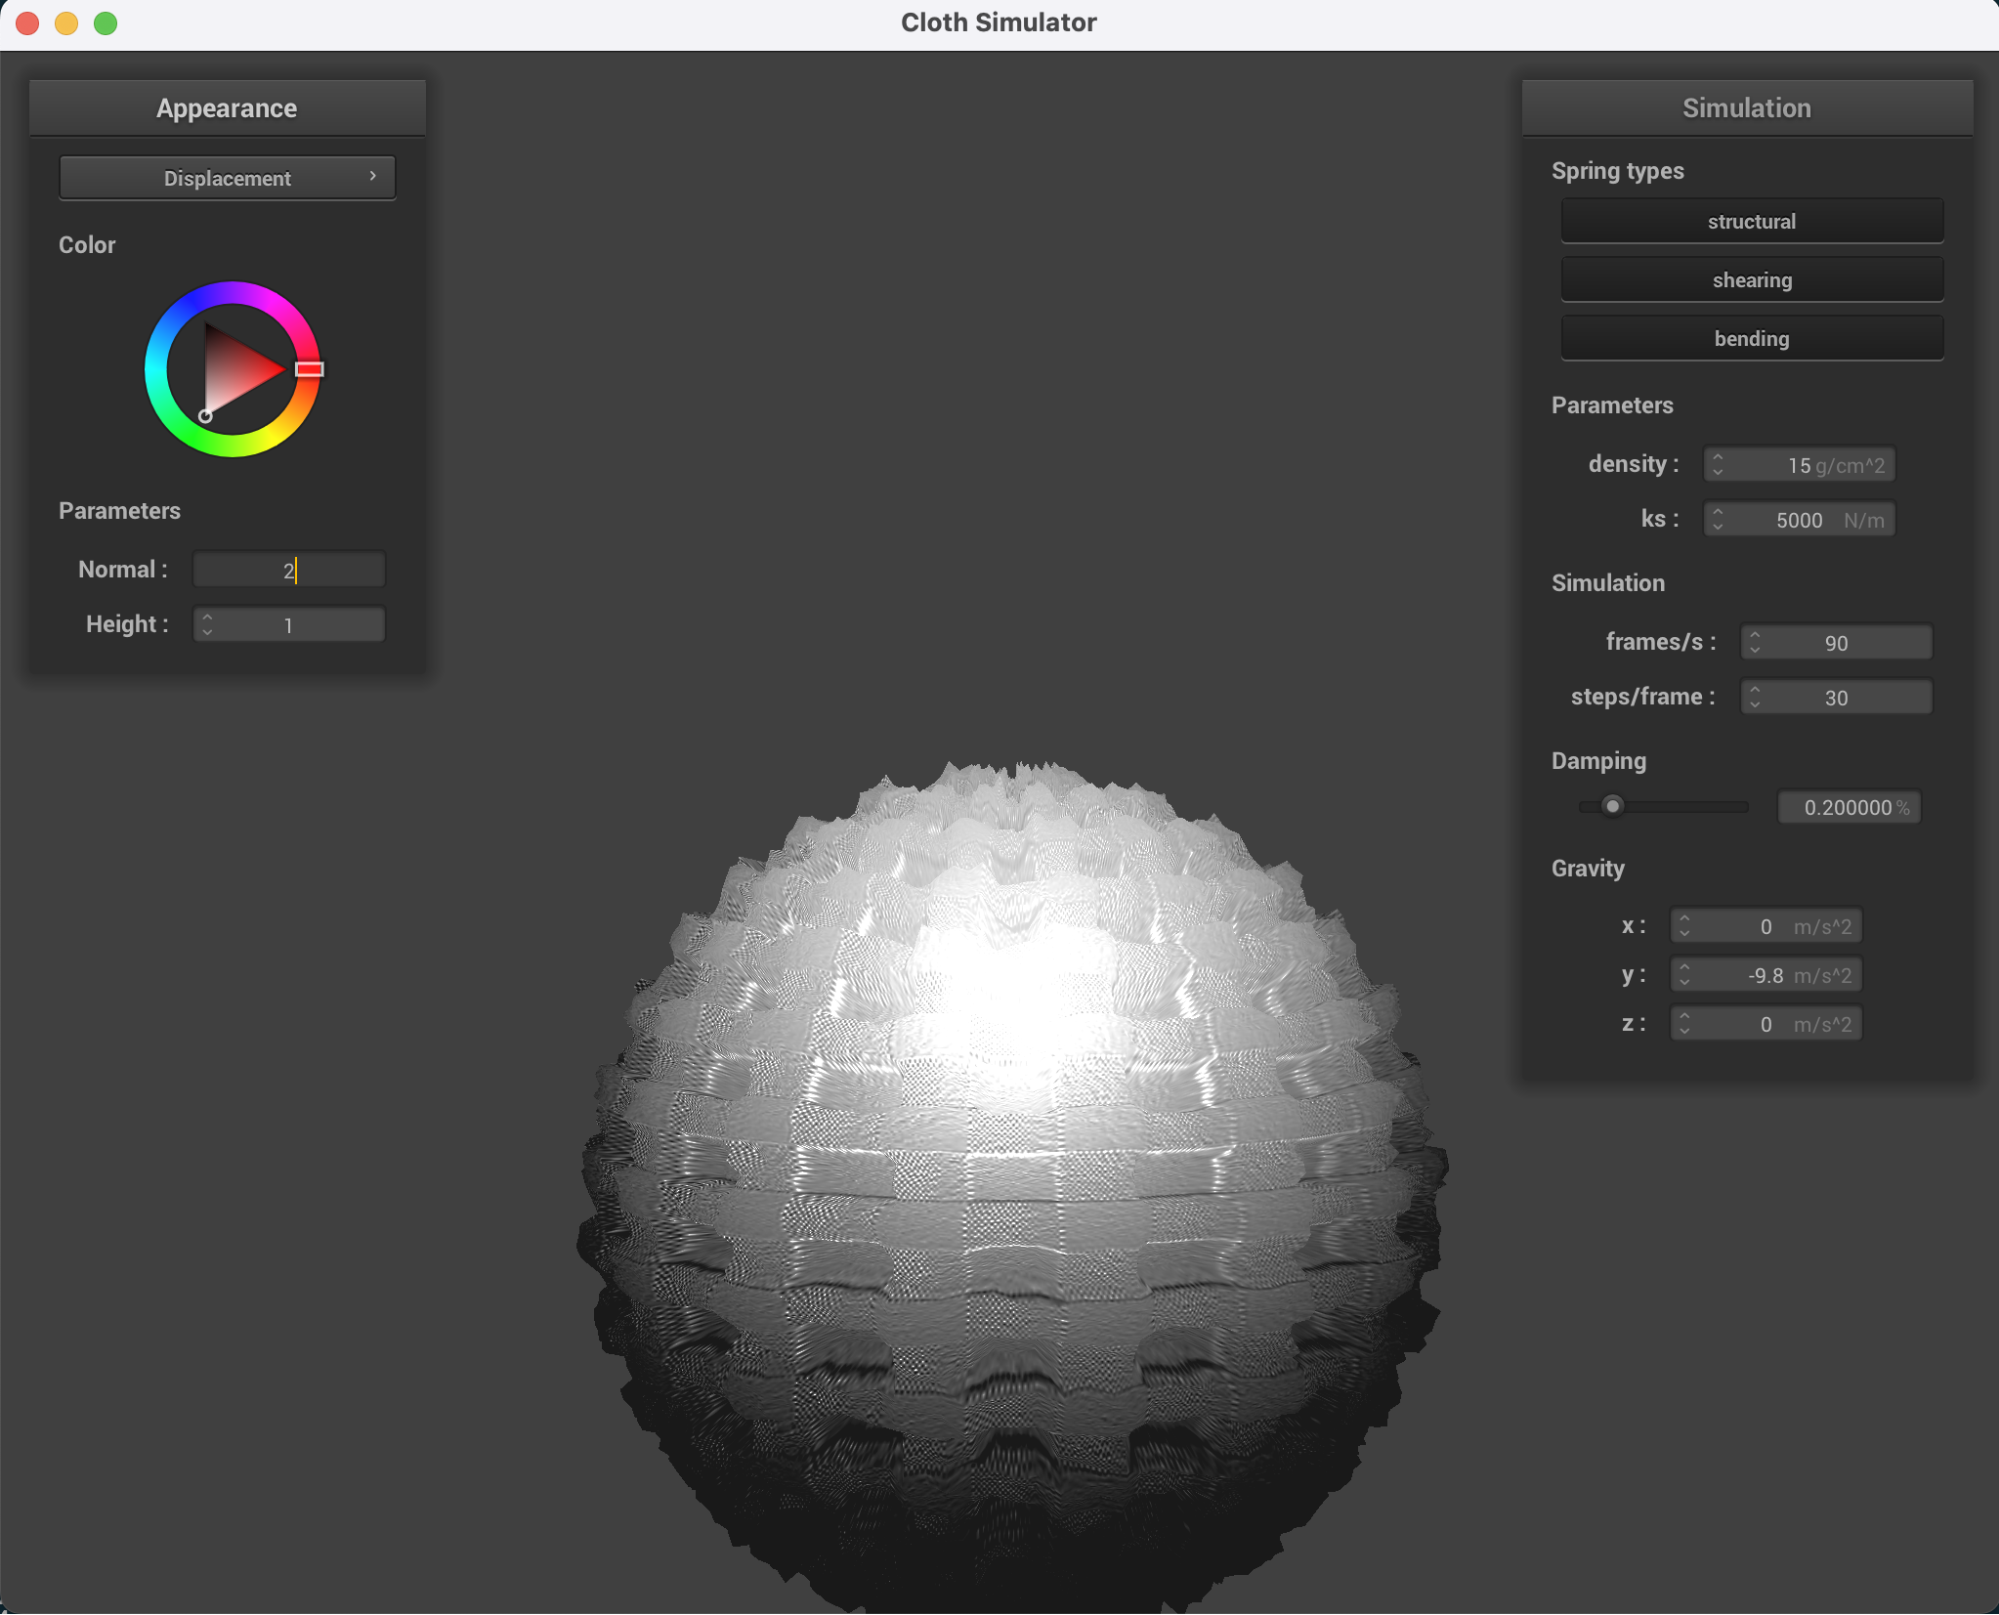 Cloth Simulator
Appearance
Displacement
Color
Parameters
Normal : 2
Height : 1
Simulation
Spring types
structural
shearing
bending
Parameters
density : 15 g/cm^2
ks : 5000 N/m
Simulation
frames/s : 90
steps/frame : 30
Damping
0.200000 %
Gravity
x : 0 m/s^2
y : -9.8 m/s^2
z : 0 m/s^2